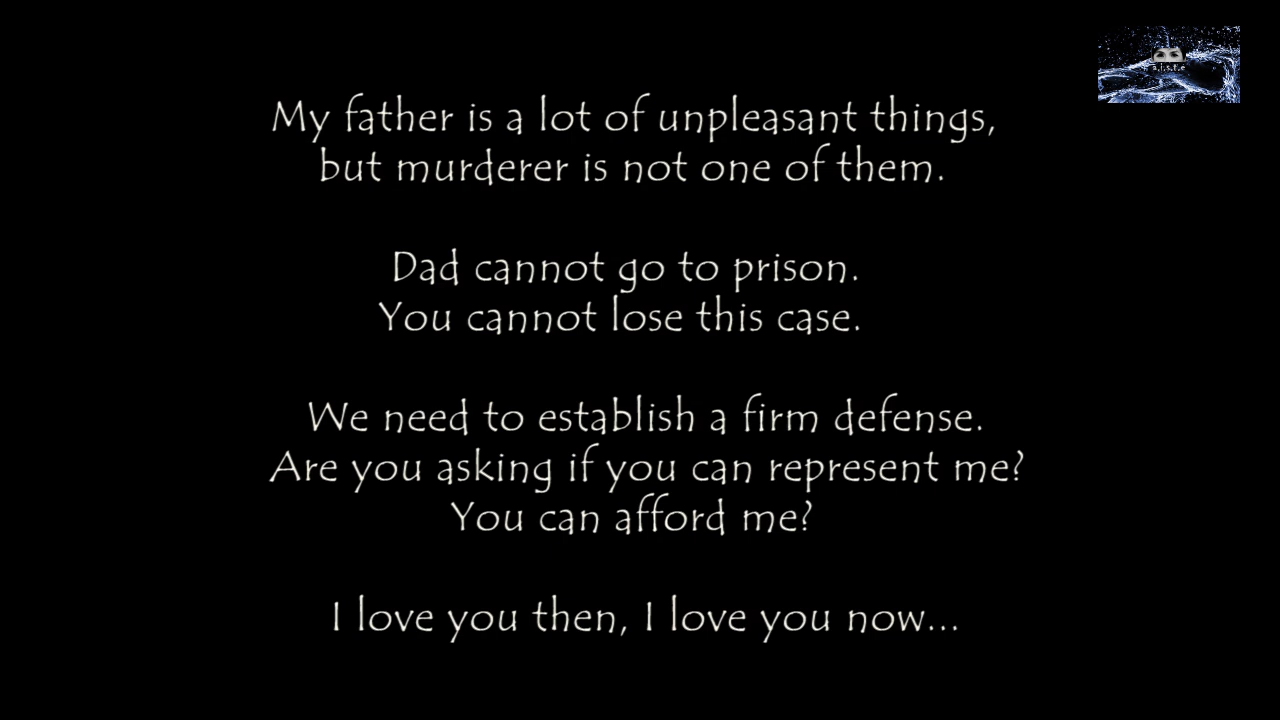 My father is a lot of unpleasant things,
but murderer is not one of them.
Dad cannot go to prison.
You cannot lose this case.
We need to establish a firm defense.
Are you asking if you can represent me?
You can afford me?
I love you then, I love you now...